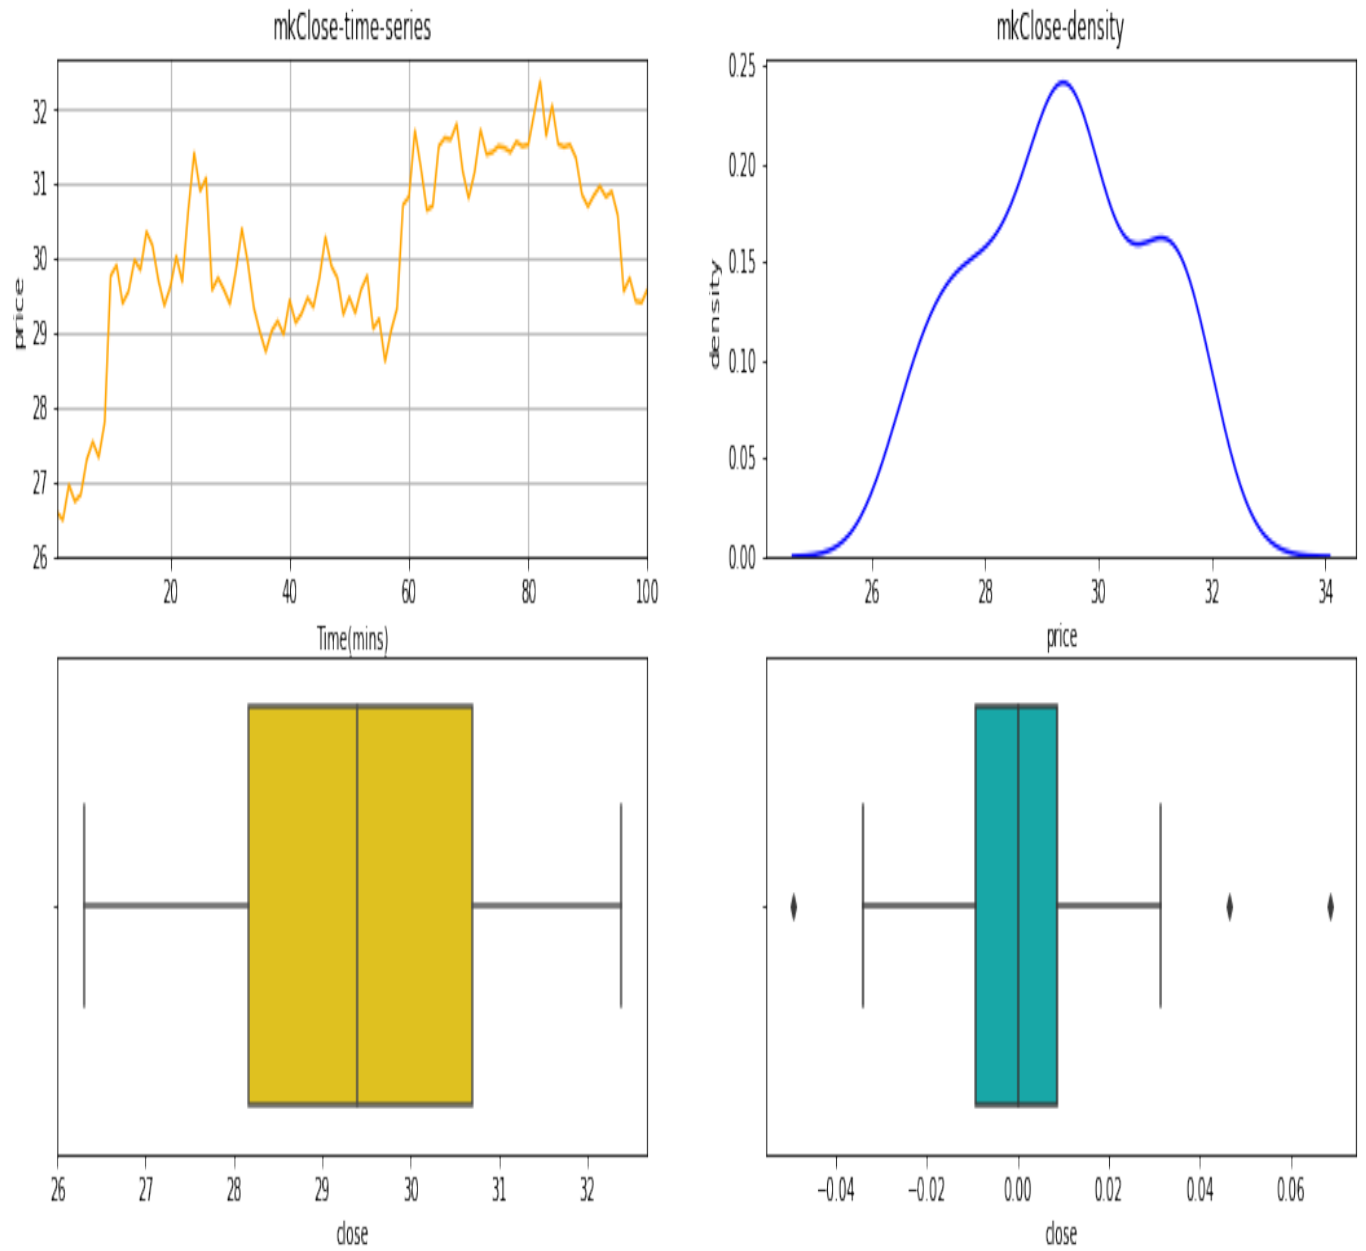 mkClose-time-series
price
32
31
30
29
28
27
26
20 40 60 80 100
Time(mins)
mkClose-density
density
0.25
0.20
0.15
0.10
0.05
0.00
26 28 30 32 34
price
26 27 28 29 30 31 32
close
−0.04 −0.02 0.00 0.02 0.04 0.06
close